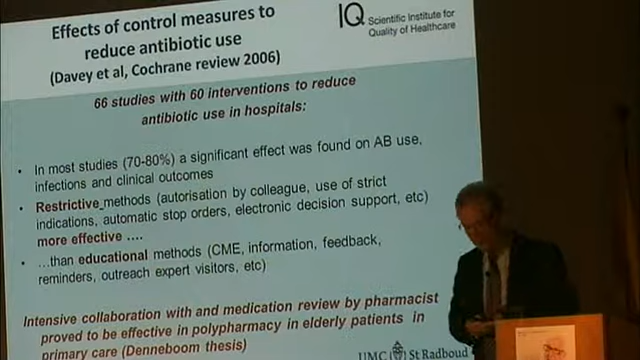 Effects of control measures to
reduce antibiotic use
(Davey et al, Cochrane review 2006)
IQ Scientific Institute for
Quality of Healthcare
66 studies with 60 interventions to reduce
antibiotic use in hospitals:
• In most studies (70-80%) a significant effect was found on AB use,
infections and clinical outcomes
• Restrictive methods (autorisation by colleague, use of strict
indications, automatic stop orders, electronic decision support, etc)
more effective ....
• ...than educational methods (CME, information, feedback,
reminders, outreach expert visitors, etc)
Intensive collaboration with and medication review by pharmacist
proved to be effective in polypharmacy in elderly patients in
primary care (Denneboom thesis)
UMC St Radboud